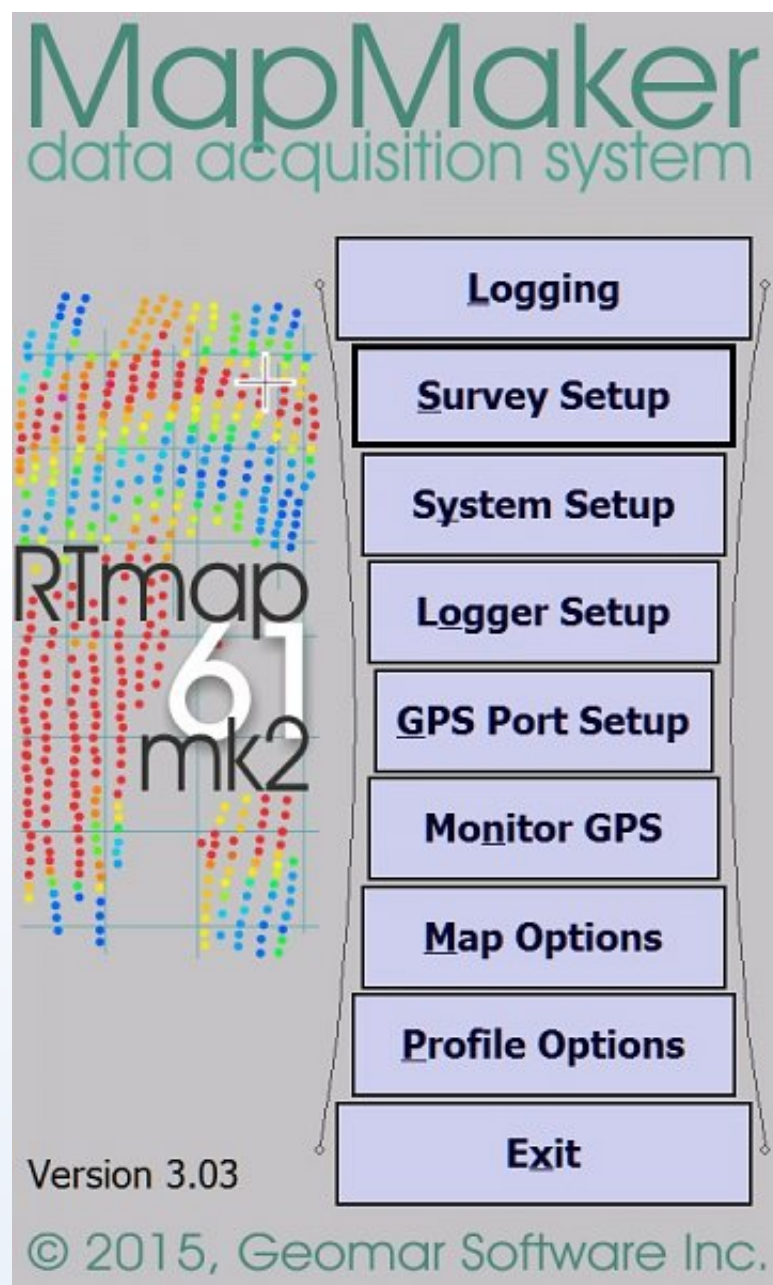 MapMaker
data acquisition system
Logging
Survey Setup
System Setup
RTmap
61
mk2
Logger Setup
GPS Port Setup
Monitor GPS
Map Options
Profile Options
Exit
Version 3.03
© 2015, Geomar Software Inc.